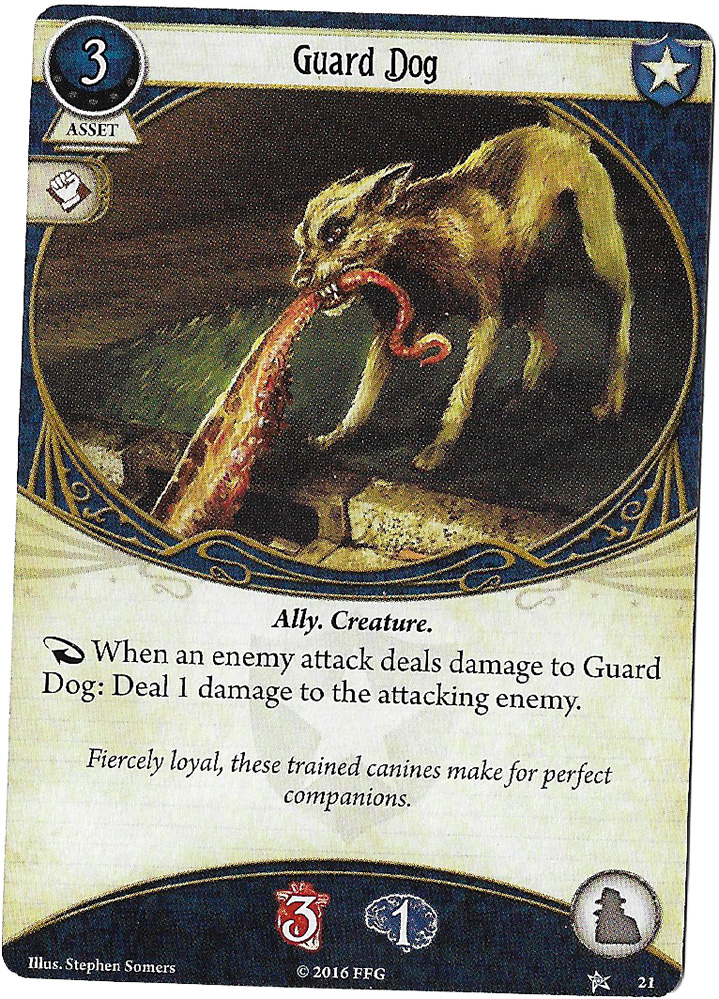 3
Guard Dog
ASSET
Ally. Creature.
When an enemy attack deals damage to Guard
Dog: Deal 1 damage to the attacking enemy.
Fiercely loyal, these trained canines make for perfect
companions.
3 1
Illus. Stephen Somers
© 2016 FFG
21